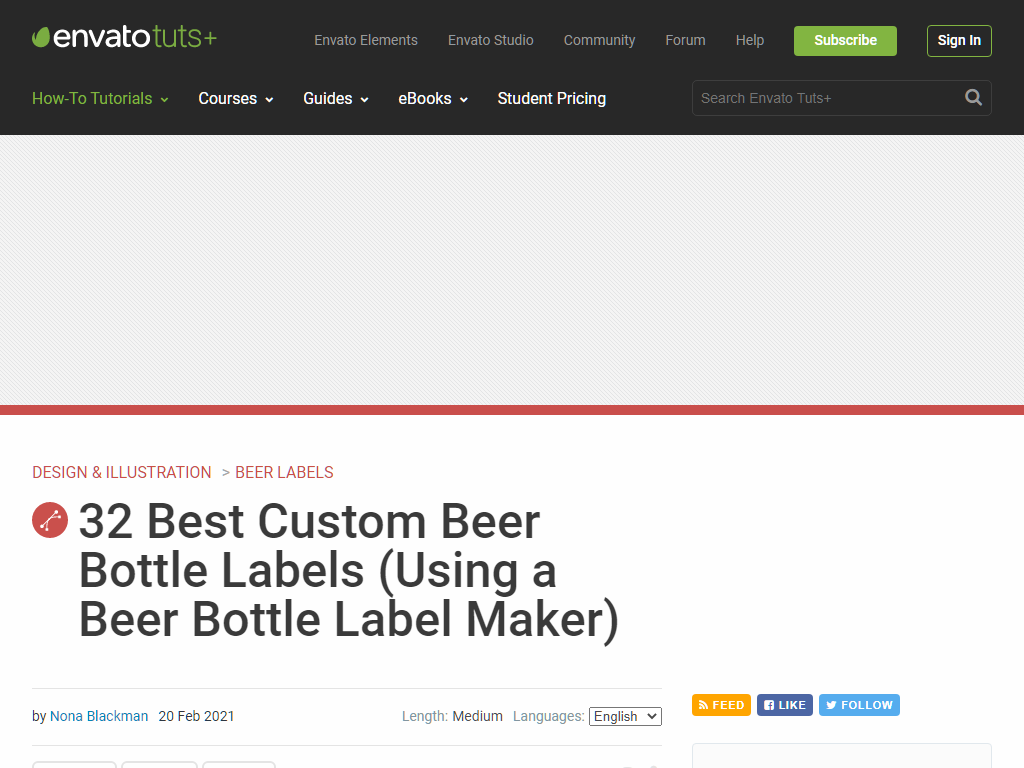 envatotuts+
Envato Elements Envato Studio Community Forum Help Subscribe Sign In
How-To Tutorials Courses Guides eBooks Student Pricing Search Envato Tuts+
DESIGN & ILLUSTRATION > BEER LABELS
32 Best Custom Beer
Bottle Labels (Using a
Beer Bottle Label Maker)
by Nona Blackman 20 Feb 2021 Length: Medium Languages: English
FEED LIKE FOLLOW